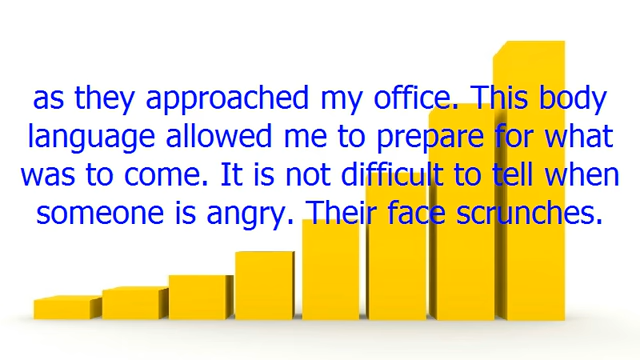 as they approached my office. This body
language allowed me to prepare for what
was to come. It is not difficult to tell when
someone is angry. Their face scrunches.